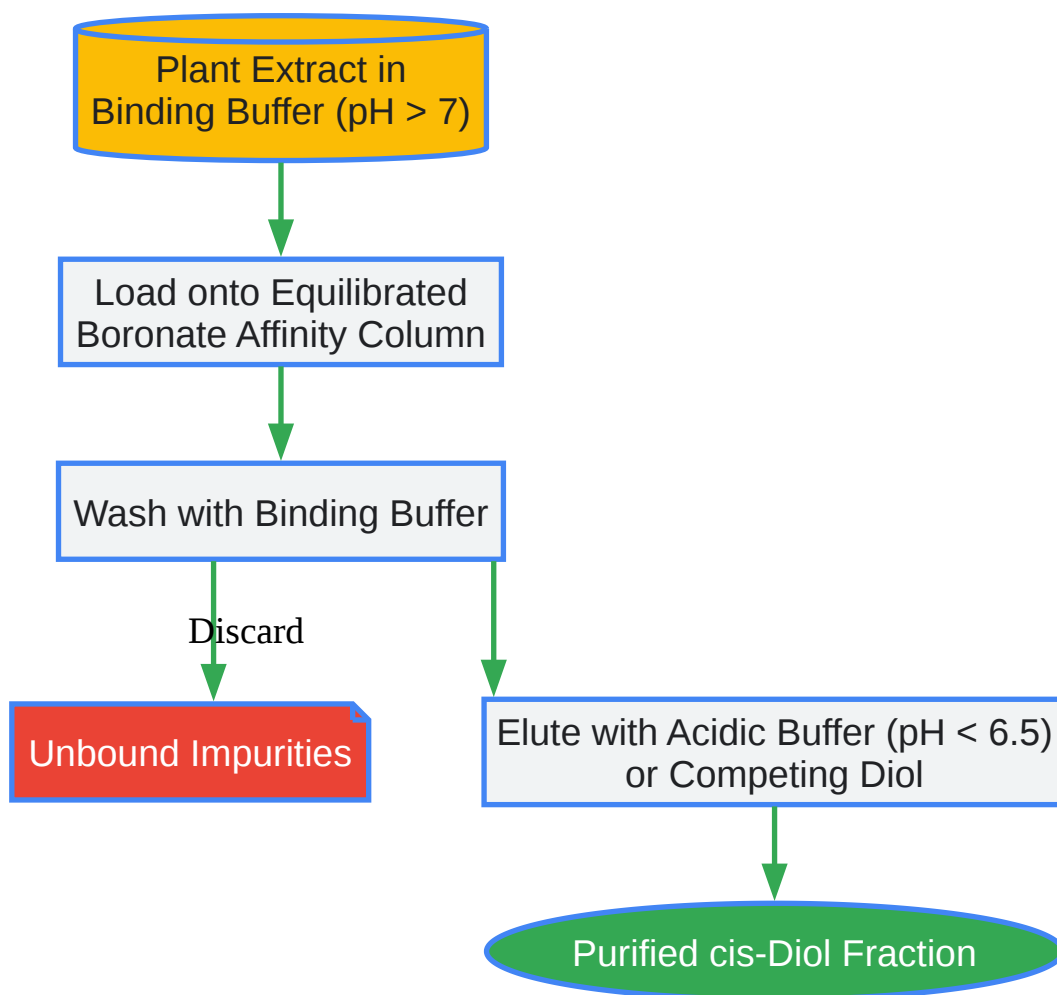 Plant Extract in
Binding Buffer (pH > 7)
Load onto Equilibrated
Boronate Affinity Column
Wash with Binding Buffer
Discard
Unbound Impurities
Elute with Acidic Buffer (pH < 6.5)
or Competing Diol
Purified cis-Diol Fraction